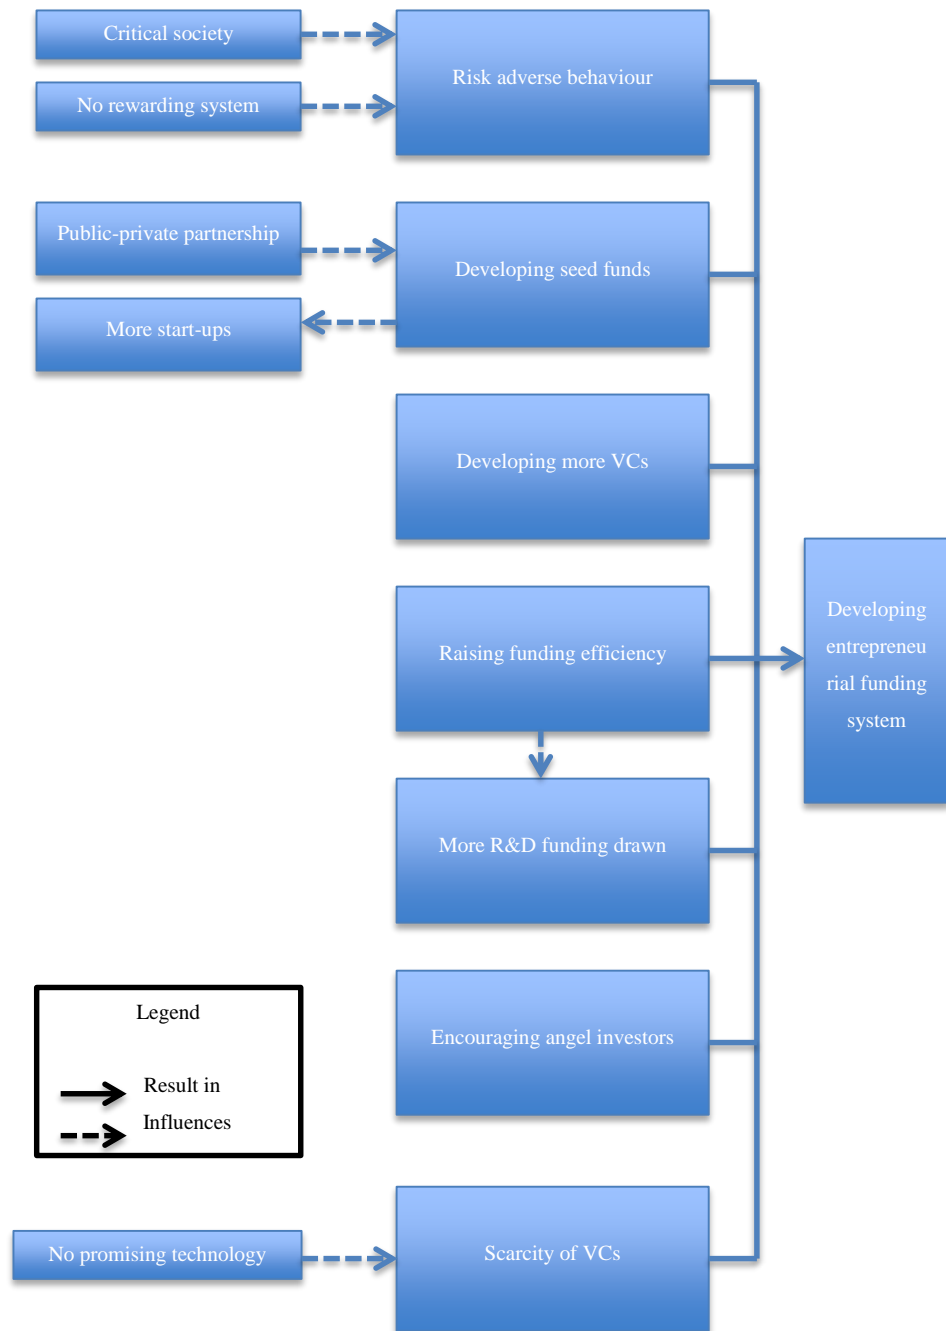 Critical society
Risk adverse behaviour
No rewarding system
Public-private partnership
Developing seed funds
More start-ups
Developing more VCs
Raising funding efficiency
Developing
entrepreneu
rial funding
system
More R&D funding drawn
Encouraging angel investors
Legend
Result in
Influences
No promising technology
Scarcity of VCs